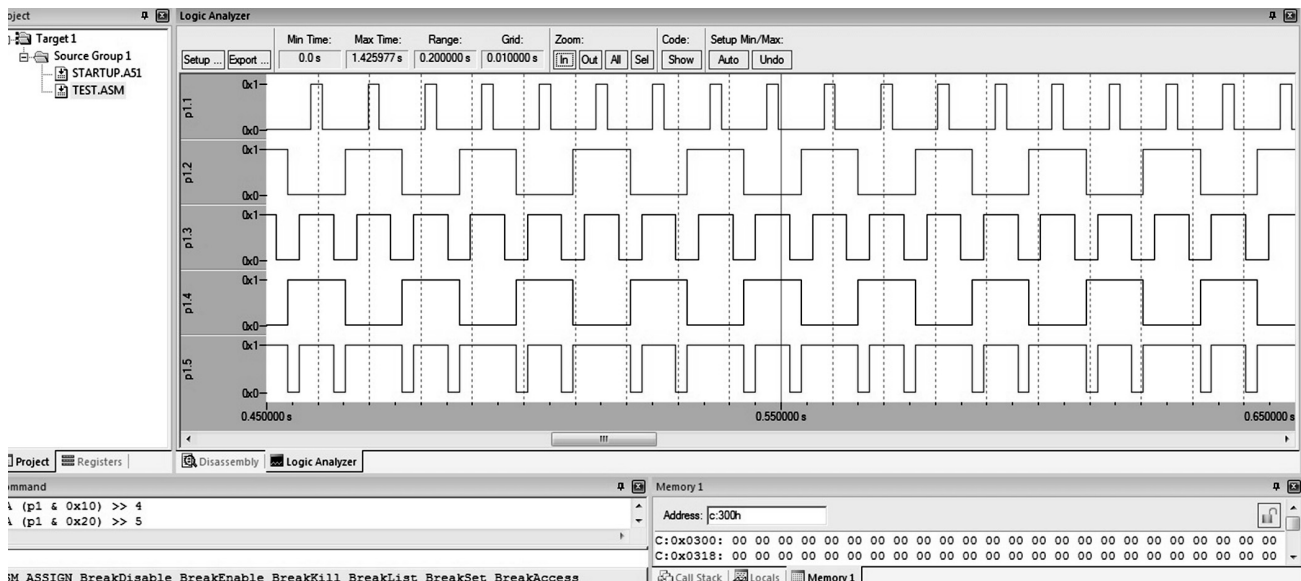 oject
Logic Analyzer
Target 1
Source Group 1
STARTUP.A51
TEST.ASM
Min Time: Max Time: Range: Grid: Zoom: Code: Setup Min/Max:
Setup ... Export ... 0.0 s 1.425977 s 0.200000 s 0.010000 s In Out All Sel Show Auto Undo
0x1
p1.1
0x0
0x1
p1.2
0x0
0x1
p1.3
0x0
0x1
p1.4
0x0
0x1
p1.5
0x0
0.450000 s 0.550000 s 0.650000 s
Project Registers
Disassembly Logic Analyzer
ommand
(p1 & 0x10) >> 4
(p1 & 0x20) >> 5
SM ASSIGN BreakDisable BreakEnable BreakKill BreakList BreakSet BreakAccess
Memory 1
Address: c:300h
C:0x0300: 00 00 00 00 00 00 00 00 00 00 00 00 00 00 00 00 00 00 00 00 00 00 00 00
C:0x0318: 00 00 00 00 00 00 00 00 00 00 00 00 00 00 00 00 00 00 00 00 00 00 00 00
Call Stack Locals Memory 1